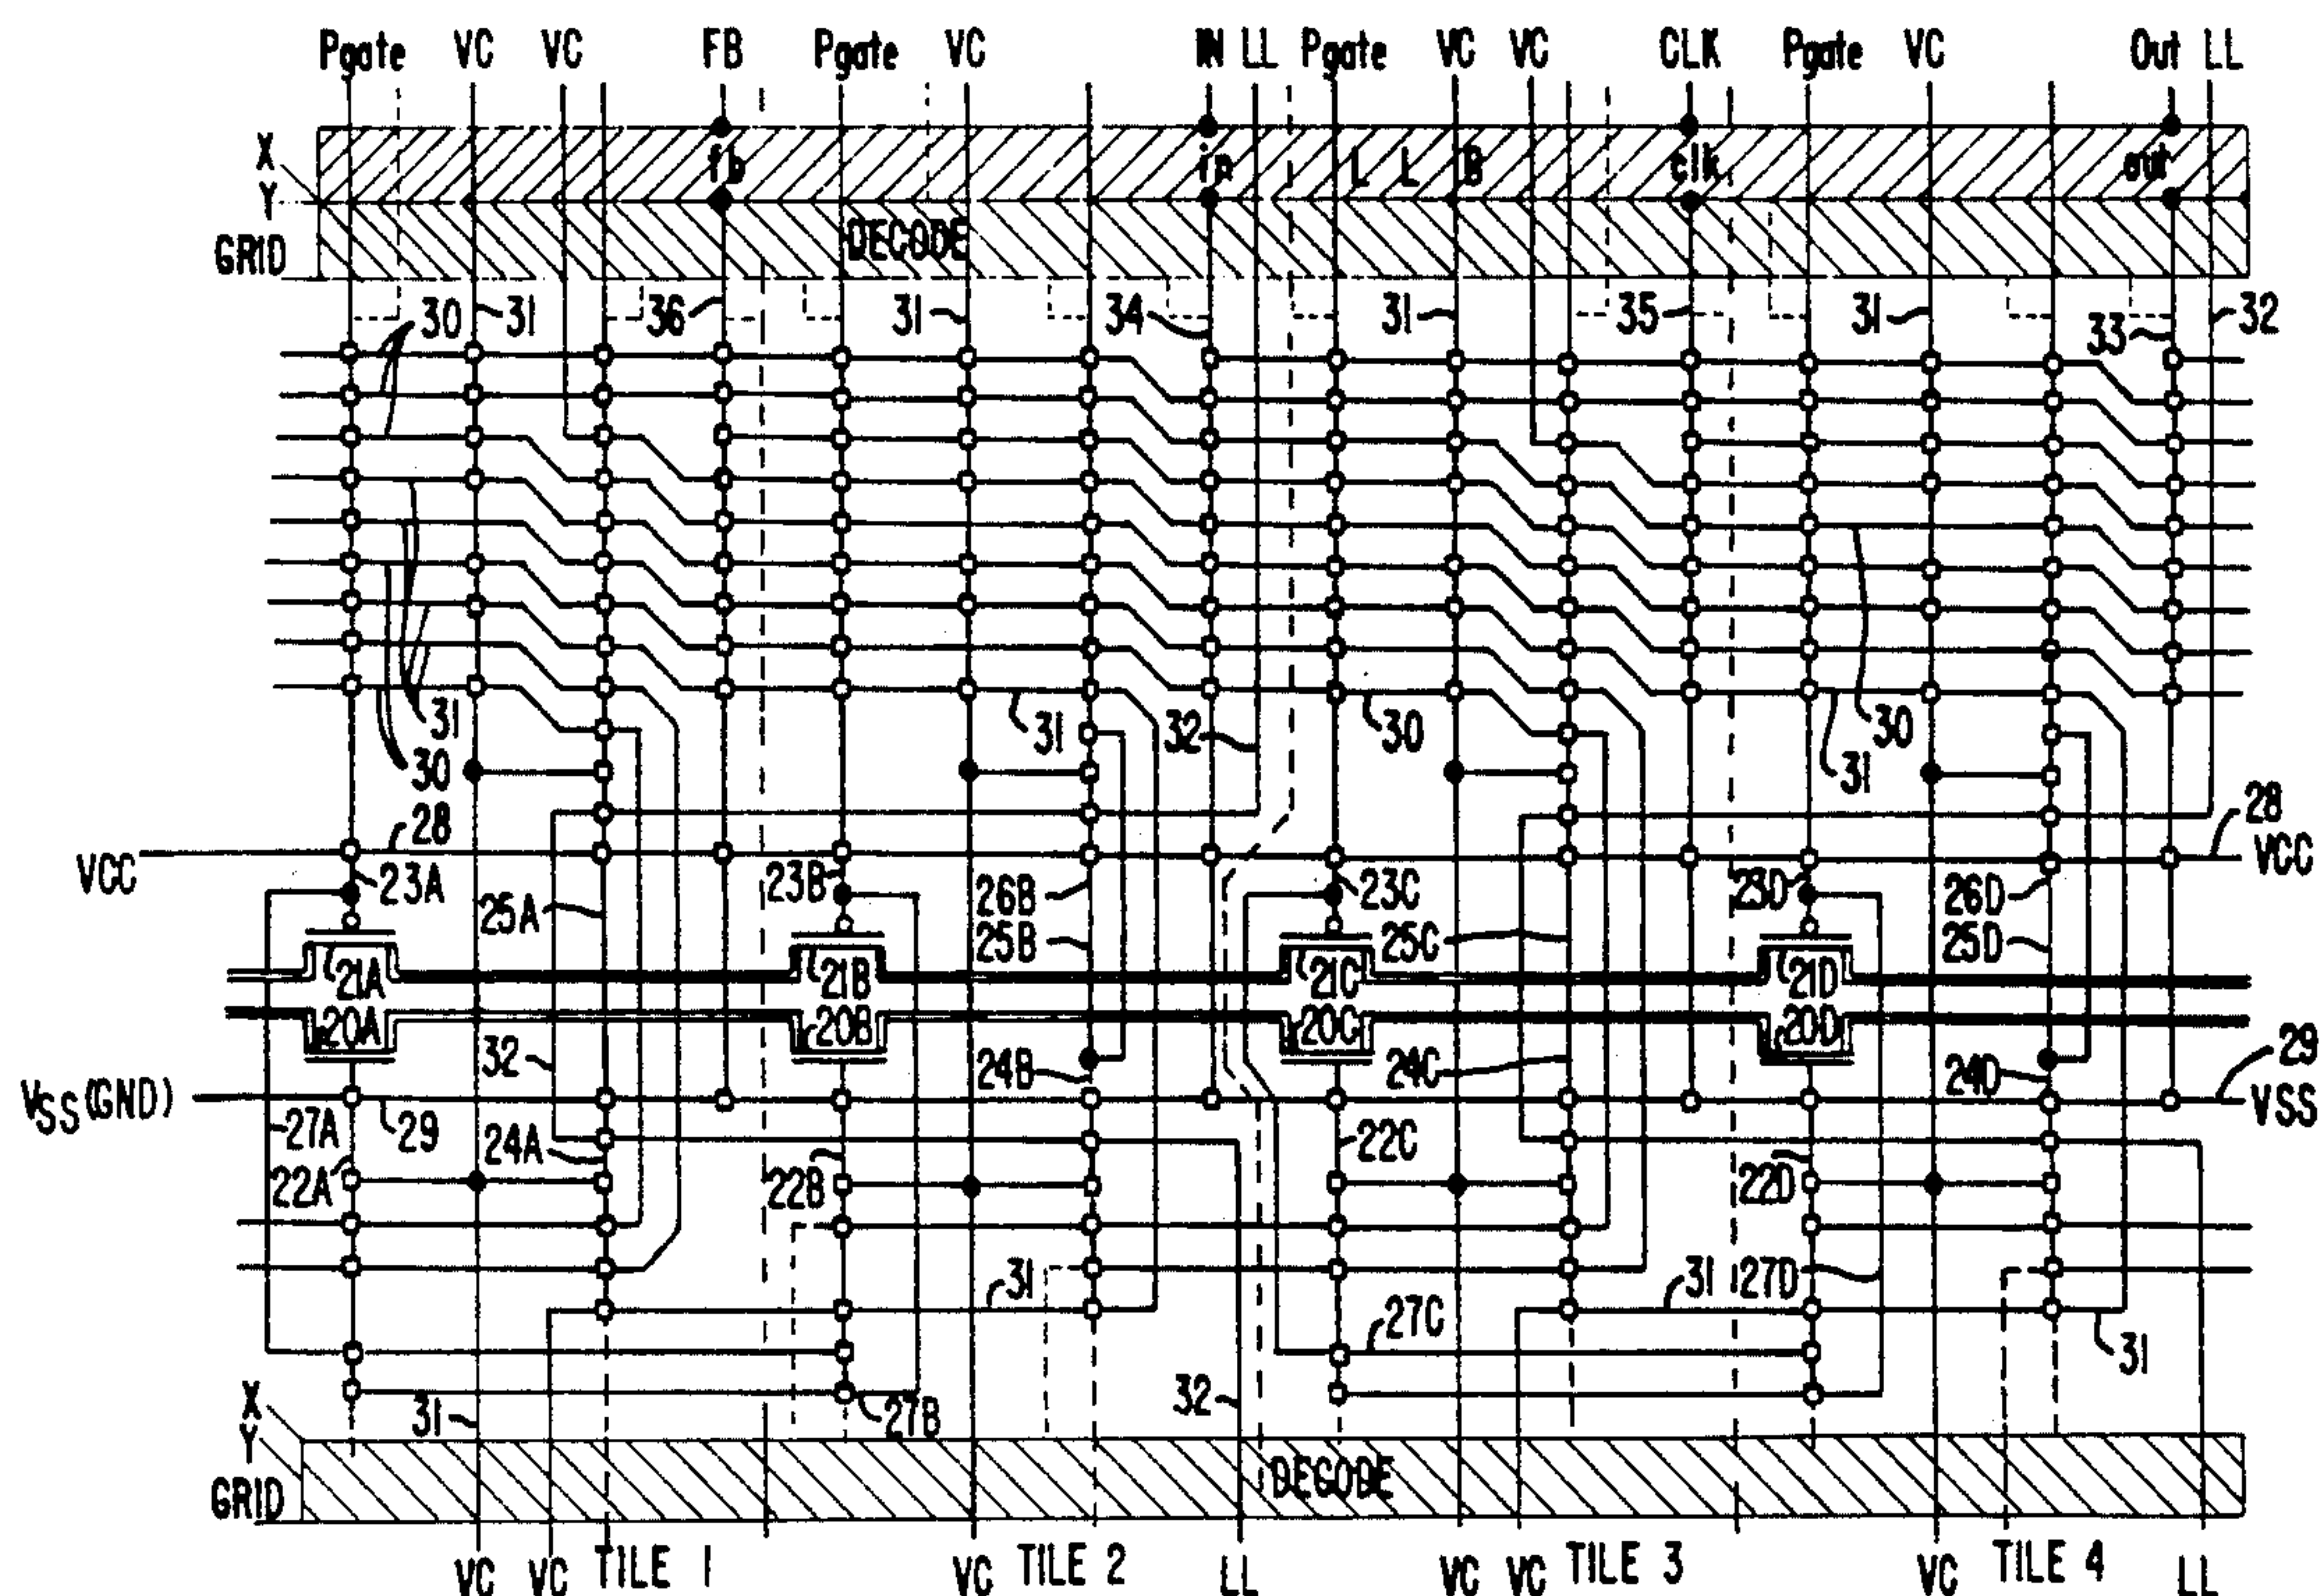 Pgate VC VC FB Pgate VC IN LL Pgate VC VC CLK Pgate VC Out LL
X fb in L L B clk out
Y
GRID DECODE
30 31 36 31 34 31 35 31 33 32
31 30 31 32 30 31 30
VCC 28 28 VCC
23A 25A 23B 26B 25B 23C 25C 23D 26D 25D
21A 21B 21C 21D
20A 20B 20C 20D
32 24B 24C 24D 29
VSS (GND) 27A 29 24A 22C VSS
22A 22B 22D
31 31 27D
27C 31
X 31 27B 32
Y
GRID DECODE
VC VC TILE 1 VC TILE 2 LL VC VC TILE 3 VC TILE 4 LL